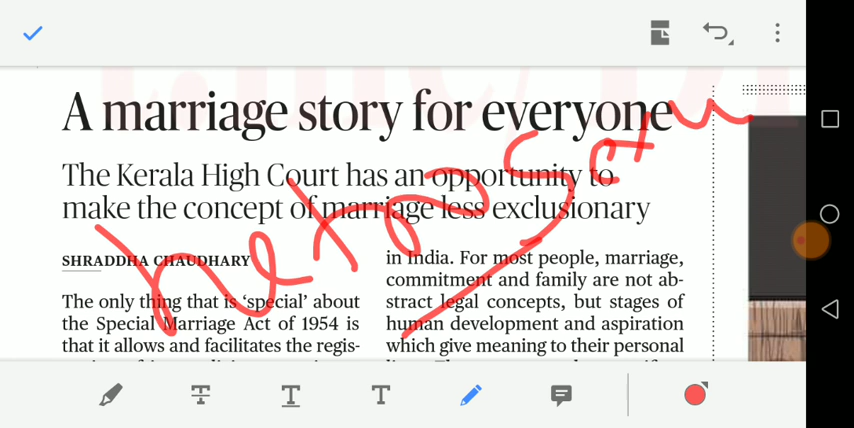 A marriage story for everyone
The Kerala High Court has an opportunity to
make the concept of marriage less exclusionary
SHRADDHA CHAUDHARY
The only thing that is ‘special’ about
the Special Marriage Act of 1954 is
that it allows and facilitates the regis-
in India. For most people, marriage,
commitment and family are not ab-
stract legal concepts, but stages of
human development and aspiration
which give meaning to their personal